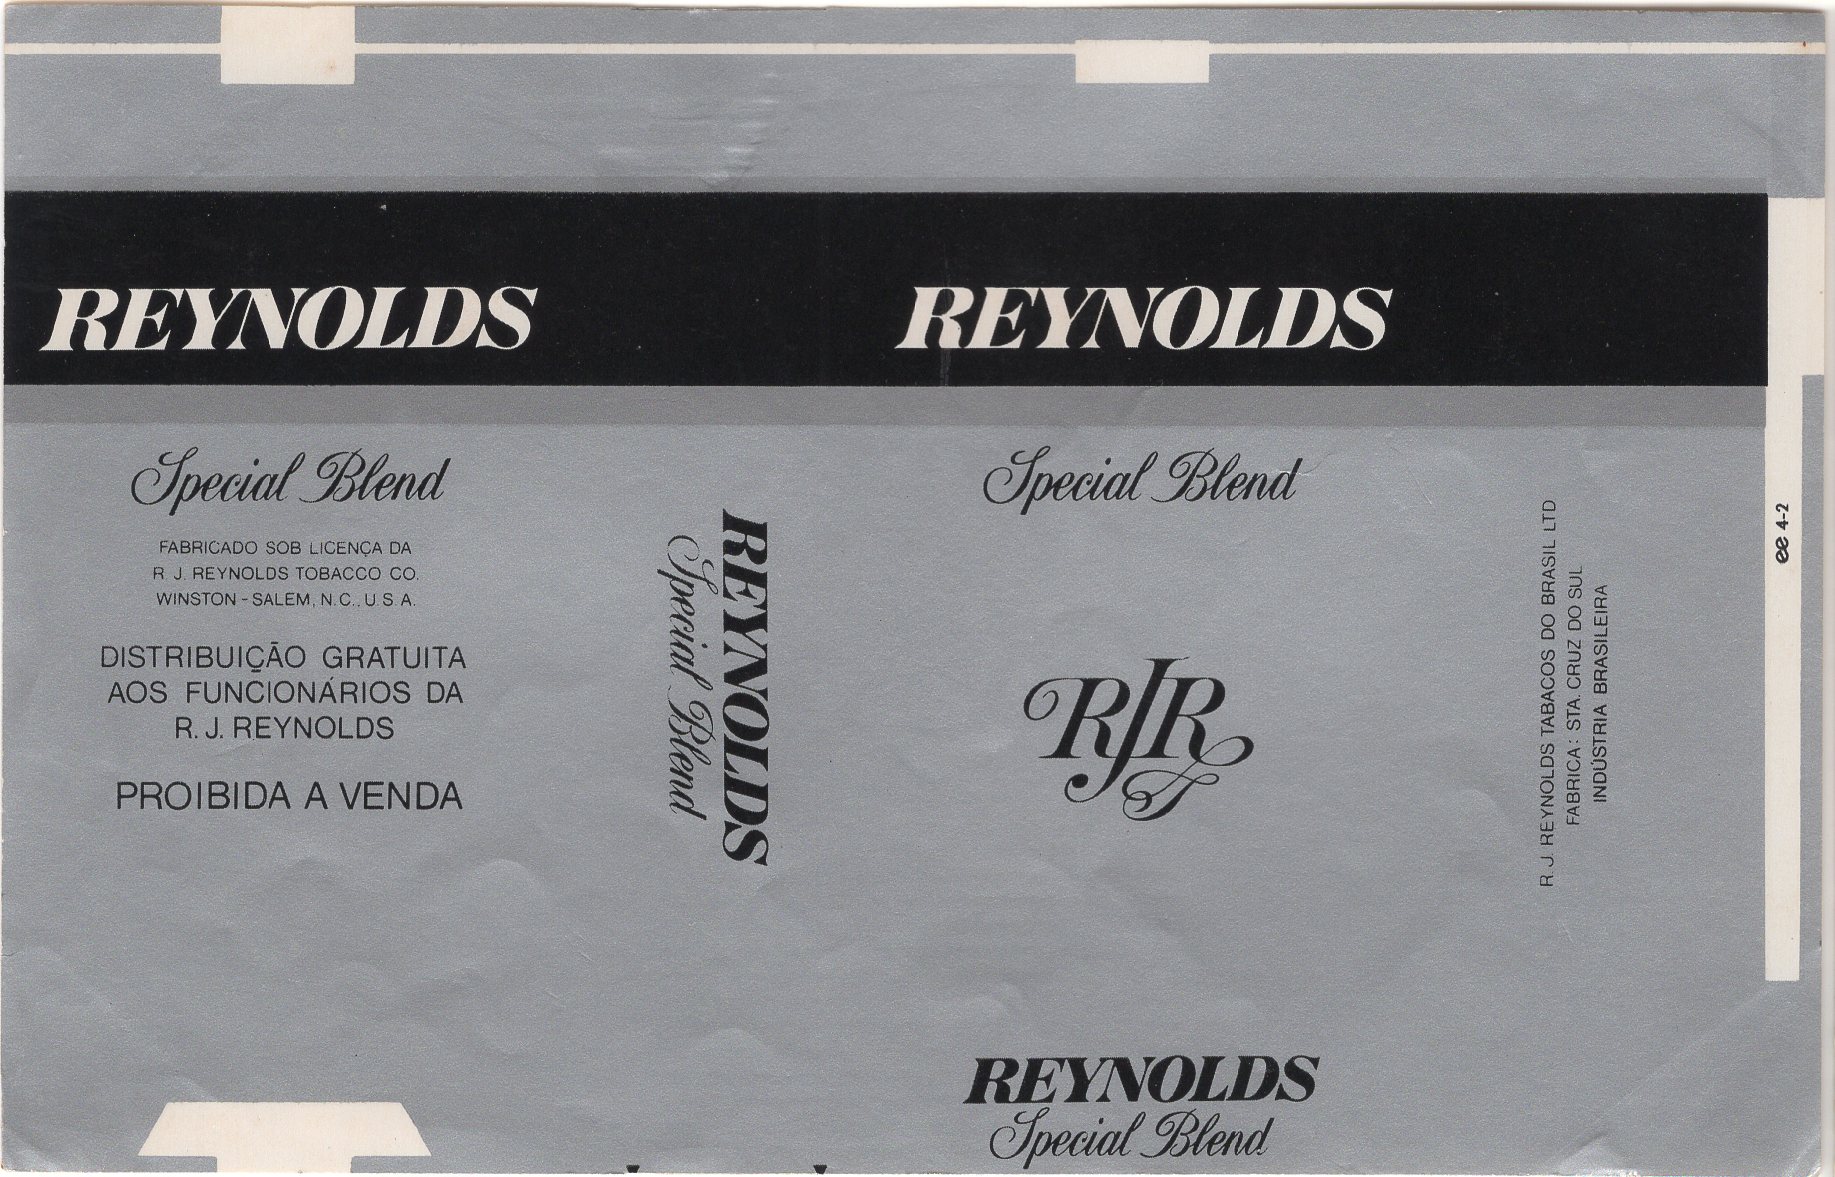 REYNOLDS
Special Blend
FABRICADO SOB LICENÇA DA
R. J. REYNOLDS TOBACCO CO.
WINSTON-SALEM, N.C., U.S.A.
DISTRIBUIÇÃO GRATUITA
AOS FUNCIONÁRIOS DA
R. J. REYNOLDS
PROIBIDA A VENDA
REYNOLDS
Special Blend
REYNOLDS
Special Blend
RJR
REYNOLDS
Special Blend
R. J. REYNOLDS TABACOS DO BRASIL LTD
FABRICA: STA. CRUZ DO SUL
INDÚSTRIA BRASILEIRA
4-2